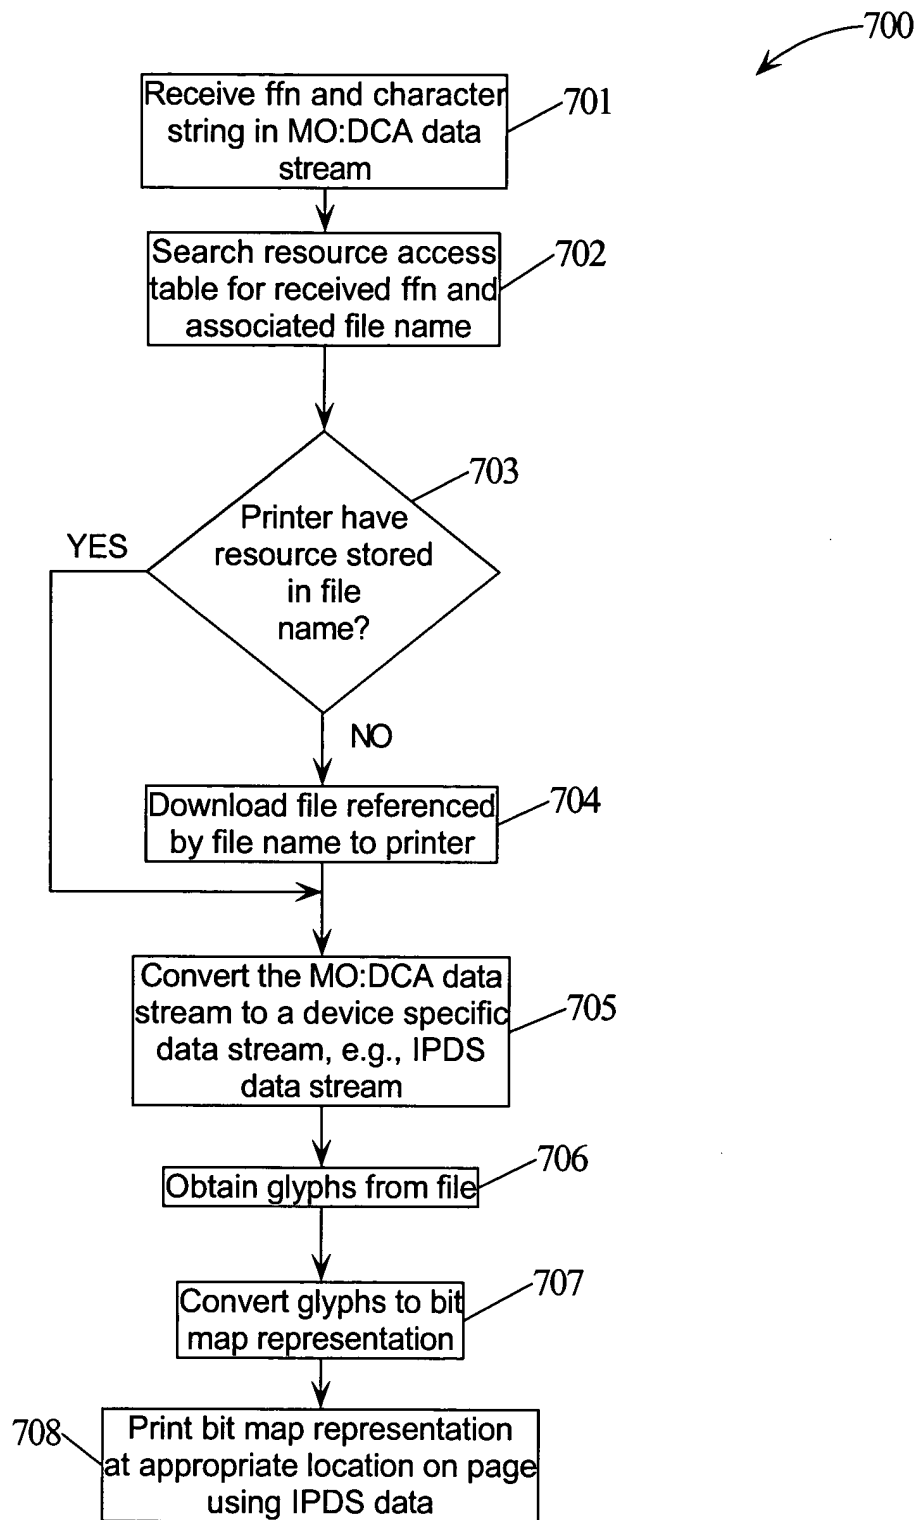 700
Receive ffn and character
string in MO:DCA data
stream
701
Search resource access
table for received ffn and
associated file name
702
703
Printer have
resource stored
in file
name?
YES
NO
Download file referenced
by file name to printer
704
Convert the MO:DCA data
stream to a device specific
data stream, e.g., IPDS
data stream
705
706
Obtain glyphs from file
707
Convert glyphs to bit
map representation
708
Print bit map representation
at appropriate location on page
using IPDS data